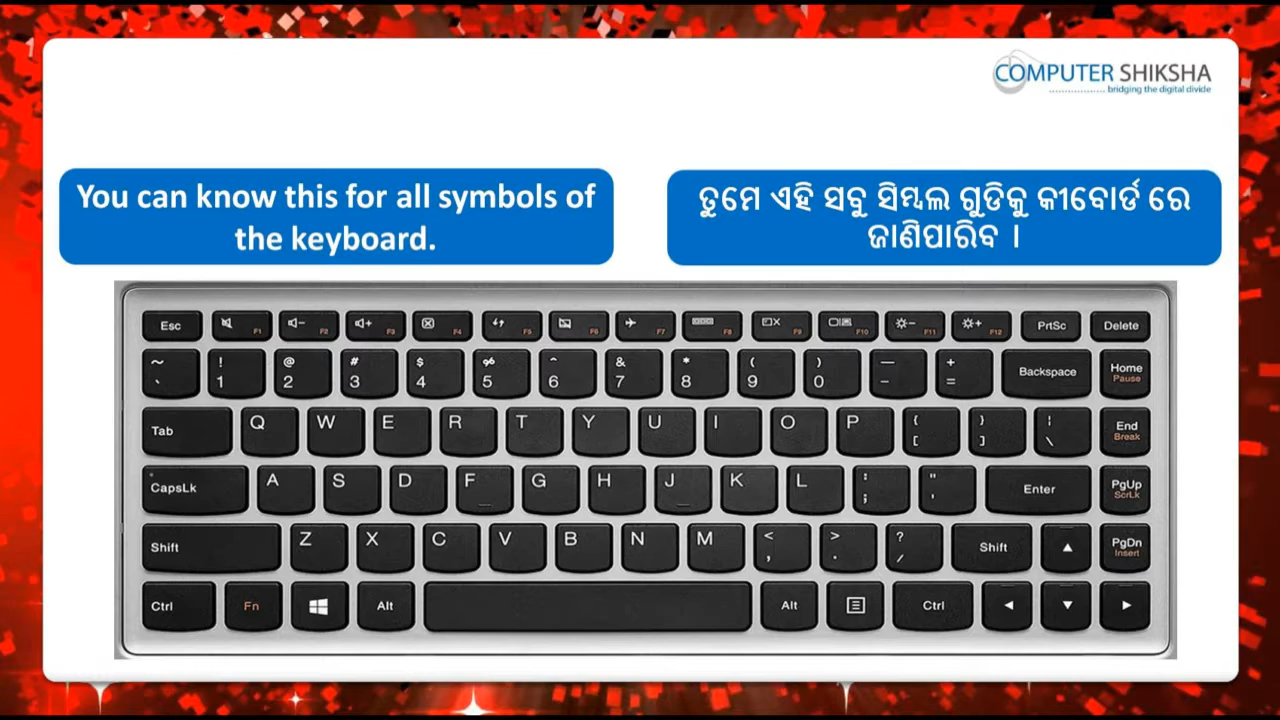 COMPUTER SHIKSHA
bridging the digital divide
You can know this for all symbols of
the keyboard.
ତୁମେ ଏହି ସବୁ ସିମ୍ବଲ ଗୁଡିକୁ କୀବୋର୍ଡ ରେ
ଜାଣିପାରିବ ।
Esc F1 F2 F3 F4 F5 F6 F7 F8 F9 F10 F11 F12 PrtSc Delete
~ ! @ # $ % ^ & * ( ) — +
` 1 2 3 4 5 6 7 8 9 0 - = Backspace Home
Pause
Tab Q W E R T Y U I O P { [ } ] ¦ \ End
Break
CapsLk A S D F G H J K L : ; " ' Enter PgUp
ScrLk
Shift Z X C V B N M < , > . ? / Shift ▲ PgDn
Insert
Ctrl Fn Alt Alt Ctrl ◄ ▼ ►